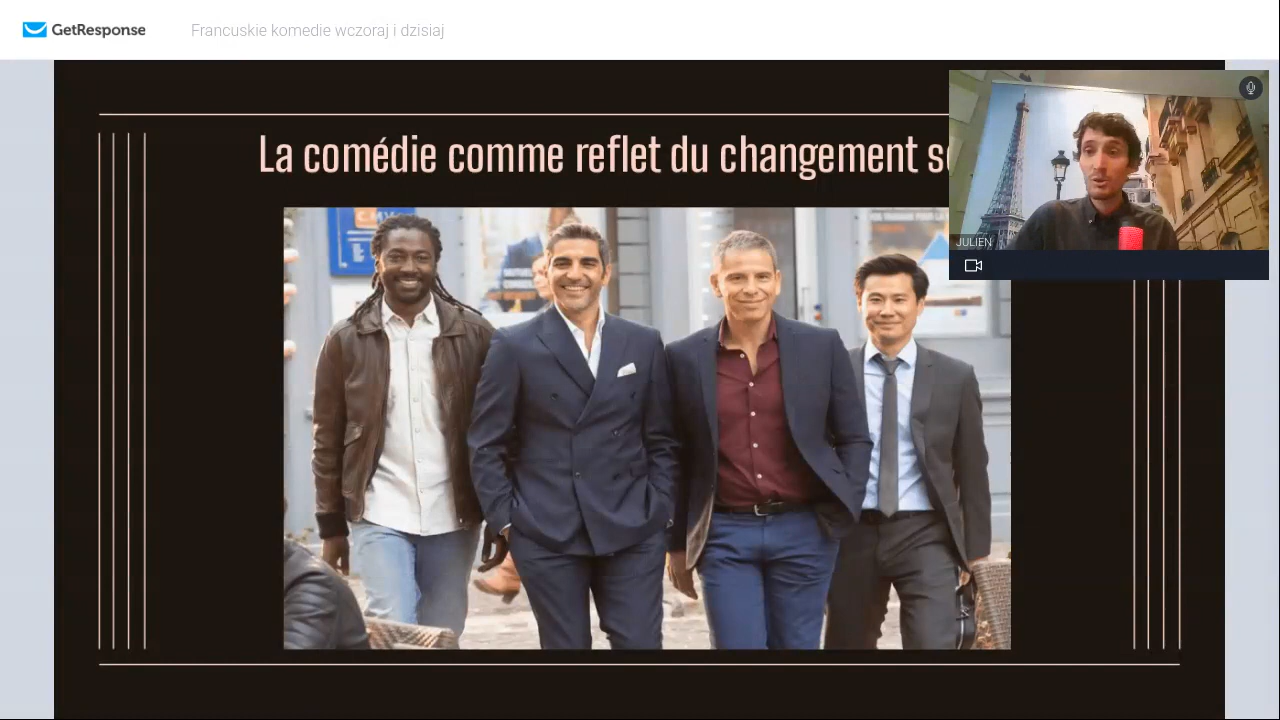 GetResponse
Francuskie komedie wczoraj i dzisiaj
La comédie comme reflet du changement
JULIEN